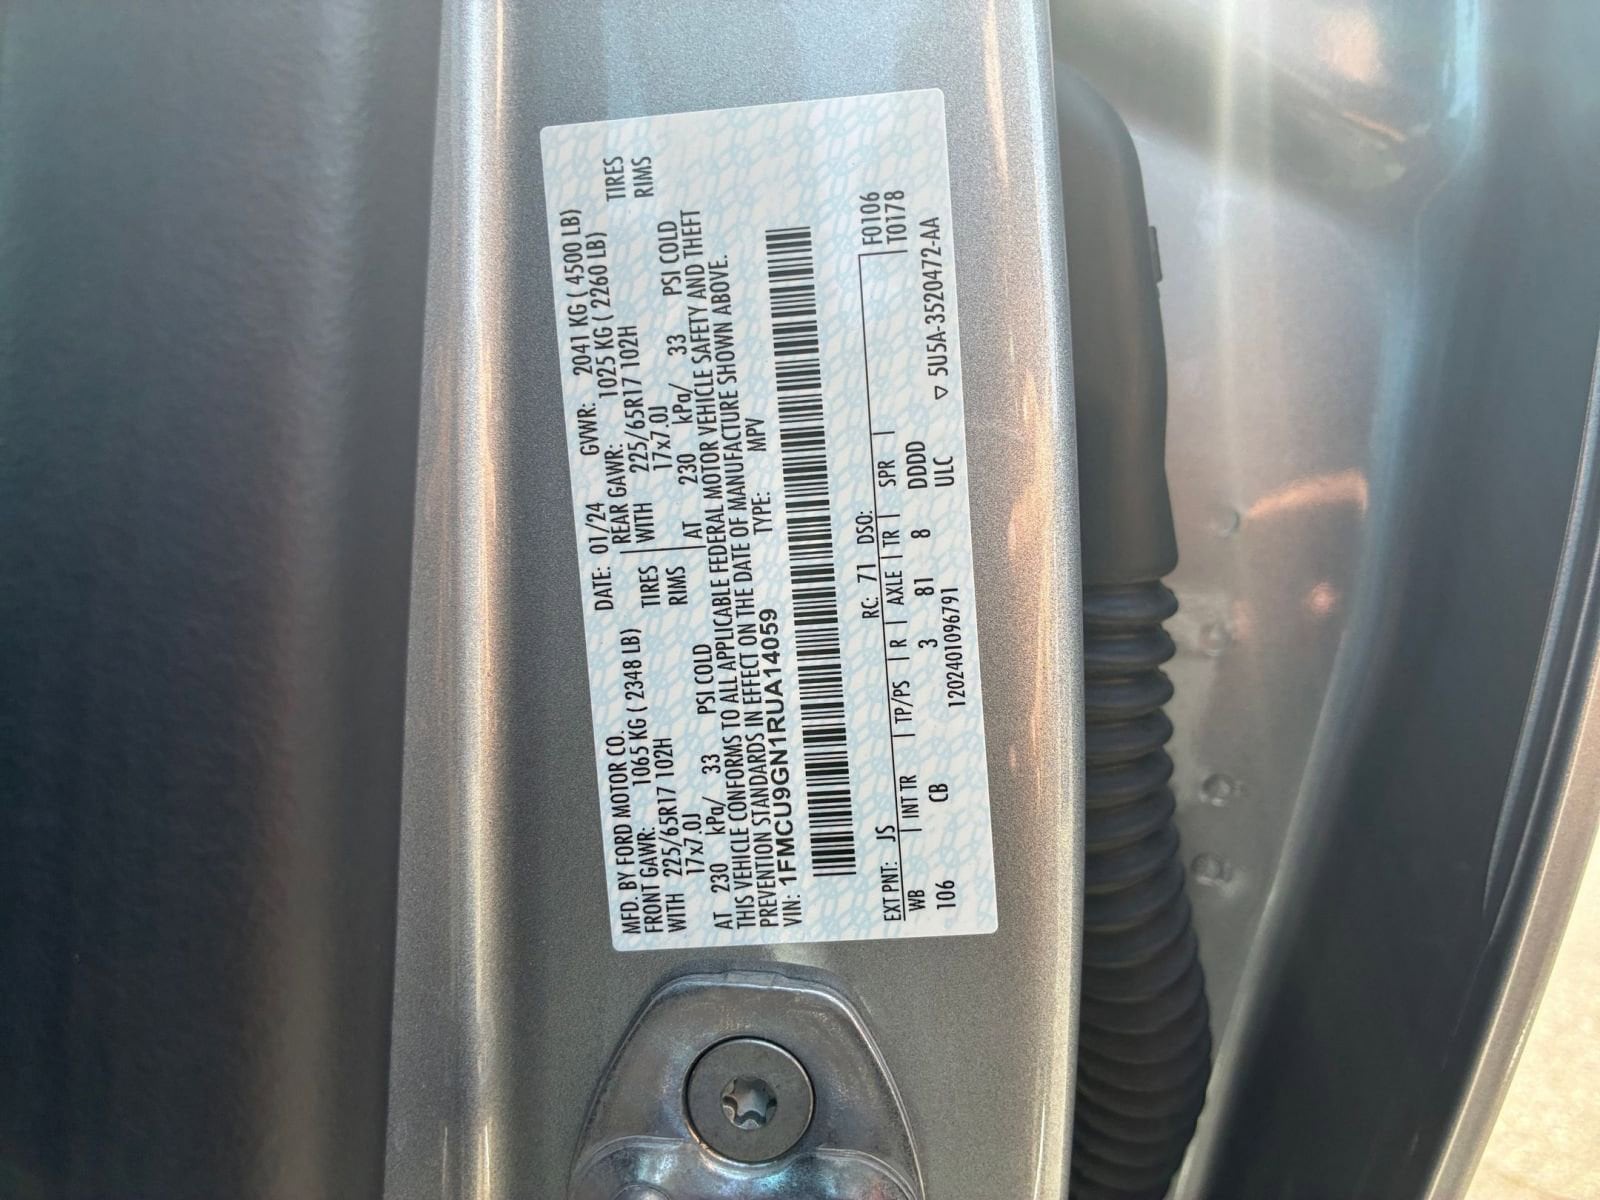 MFD. BY FORD MOTOR CO. DATE: 01/24 GVWR: 2041 KG ( 4500 LB)
FRONT GAWR: 1065 KG ( 2348 LB) REAR GAWR: 1025 KG ( 2260 LB)
WITH 225/65R17 102H TIRES WITH 225/65R17 102H TIRES
17x7.0J RIMS 17x7.0J RIMS
AT 230 kPa/ 33 PSI COLD AT 230 kPa/ 33 PSI COLD
THIS VEHICLE CONFORMS TO ALL APPLICABLE FEDERAL MOTOR VEHICLE SAFETY AND THEFT
PREVENTION STANDARDS IN EFFECT ON THE DATE OF MANUFACTURE SHOWN ABOVE.
VIN: 1FMCU9GN1RUA14059 TYPE: MPV
EXT PNT: JS RC: 71 DSO: F0106
WB | INT TR | TP/PS | R | AXLE | TR | SPR | T0178
106 CB 3 81 8 DDDD
1202401096791 ULC ▽ 5U5A-3520472-AA